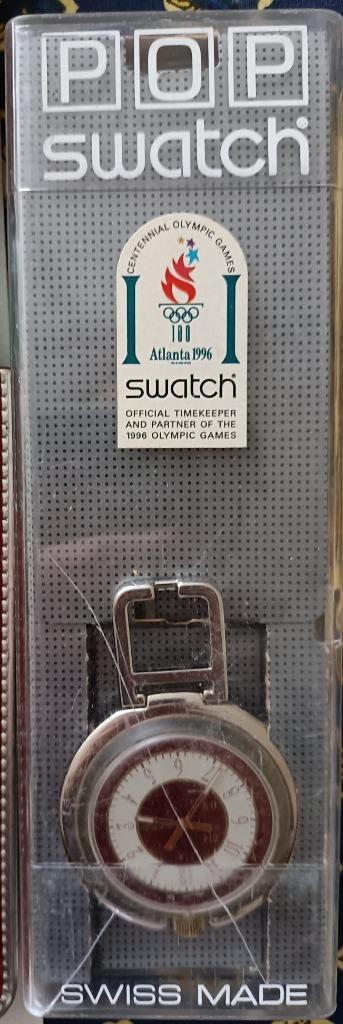 POP
swatch®
CENTENNIAL OLYMPIC GAMES
100
Atlanta 1996
swatch
OFFICIAL TIMEKEEPER
AND PARTNER OF THE
1996 OLYMPIC GAMES
SWISS MADE